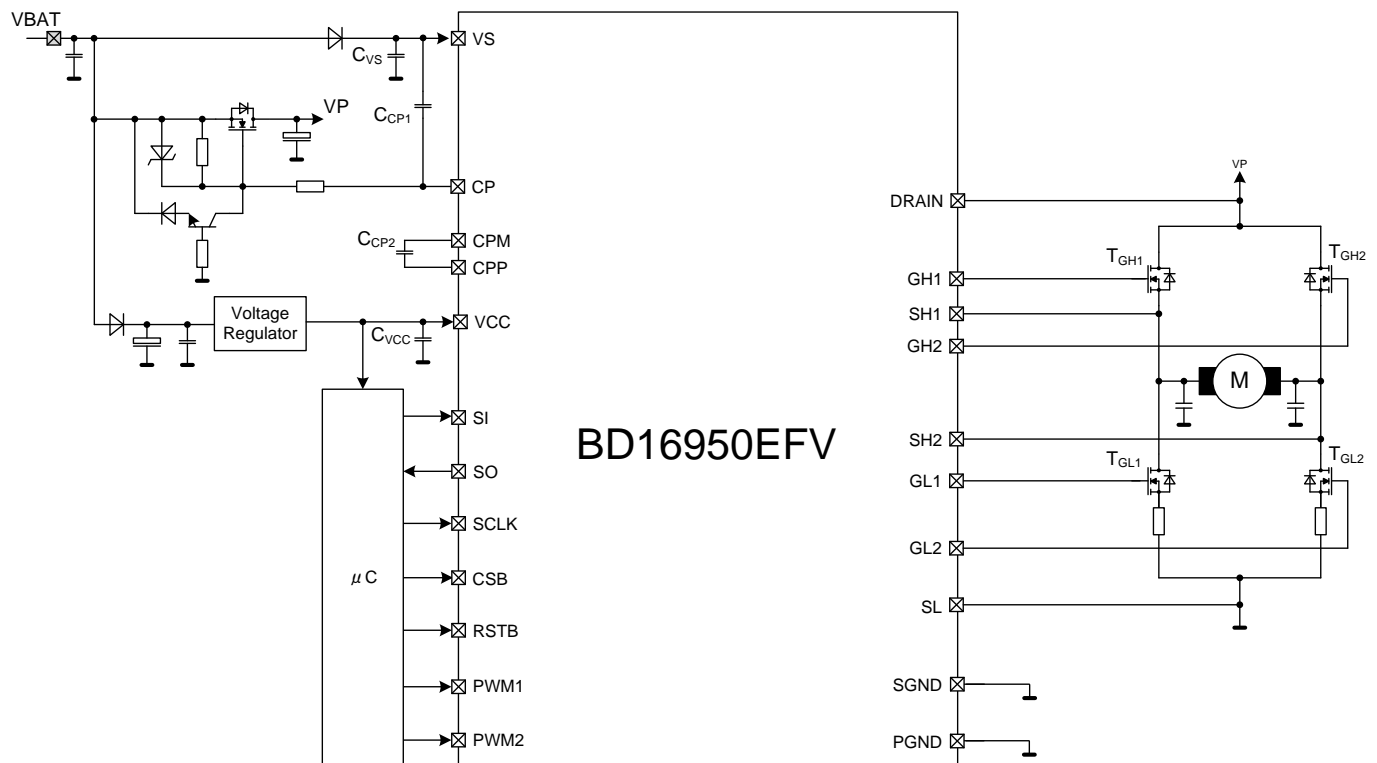 VBAT
VS
CVS
CCP1
VP
CP
CCP2
CPM
CPP
Voltage
Regulator
CVCC
VCC
μC
SI
SO
SCLK
CSB
RSTB
PWM1
PWM2
BD16950EFV
DRAIN
GH1
SH1
GH2
SH2
GL1
GL2
SL
SGND
PGND
VP
TGH1
TGH2
M
TGL1
TGL2